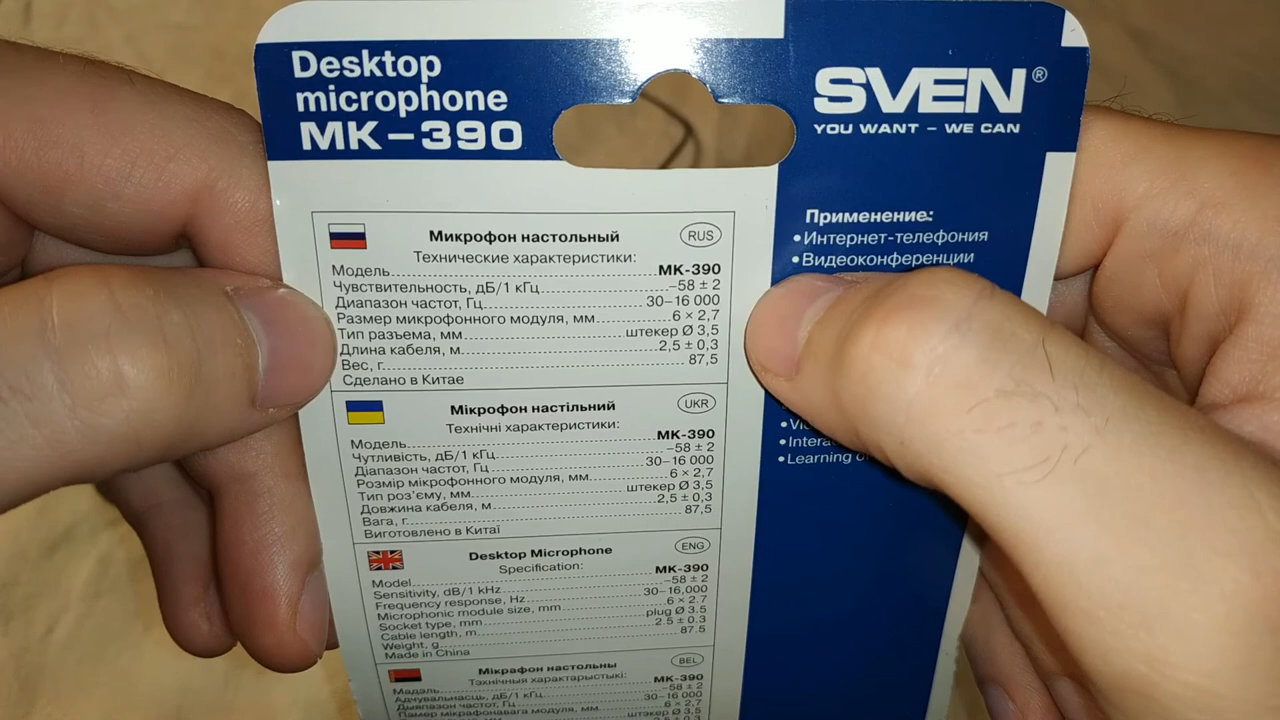 Desktop
microphone
MK-390
SVEN®
YOU WANT - WE CAN
RUS
Микрофон настольный
Технические характеристики:
Модель MK-390
Чувствительность, дБ/1 кГц –58 ± 2
Диапазон частот, Гц 30–16 000
Размер микрофонного модуля, мм 6 × 2,7
Тип разъема, мм штекер Ø 3,5
Длина кабеля, м 2,5 ± 0,3
Вес, г 87,5
Сделано в Китае
UKR
Мікрофон настільний
Технічні характеристики:
Модель MK-390
Чутливість, дБ/1 кГц –58 ± 2
Діапазон частот, Гц 30–16 000
Розмір мікрофонного модуля, мм 6 × 2,7
Тип роз'єму, мм штекер Ø 3,5
Довжина кабеля, м 2,5 ± 0,3
Вага, г 87,5
Виготовлено в Китаї
ENG
Desktop Microphone
Specification:
Model MK-390
Sensitivity, dB/1 kHz –58 ± 2
Frequency response, Hz 30–16,000
Microphonic module size, mm 6 × 2.7
Socket type, mm plug Ø 3.5
Cable length, m 2.5 ± 0.3
Weight, g 87.5
Made in China
BEL
Мікрафон настольны
Тэхнічныя характарыстыкі:
Мадэль MK-390
Адчувальнасць, дБ/1 кГц –58 ± 2
Дыяпазон частот, Гц 30–16 000
Памер мікрафонавага модуля, мм 6 × 2,7
штэкер Ø 3,5
Применение:
•Интернет-телефония
•Видеоконференции
•Learning